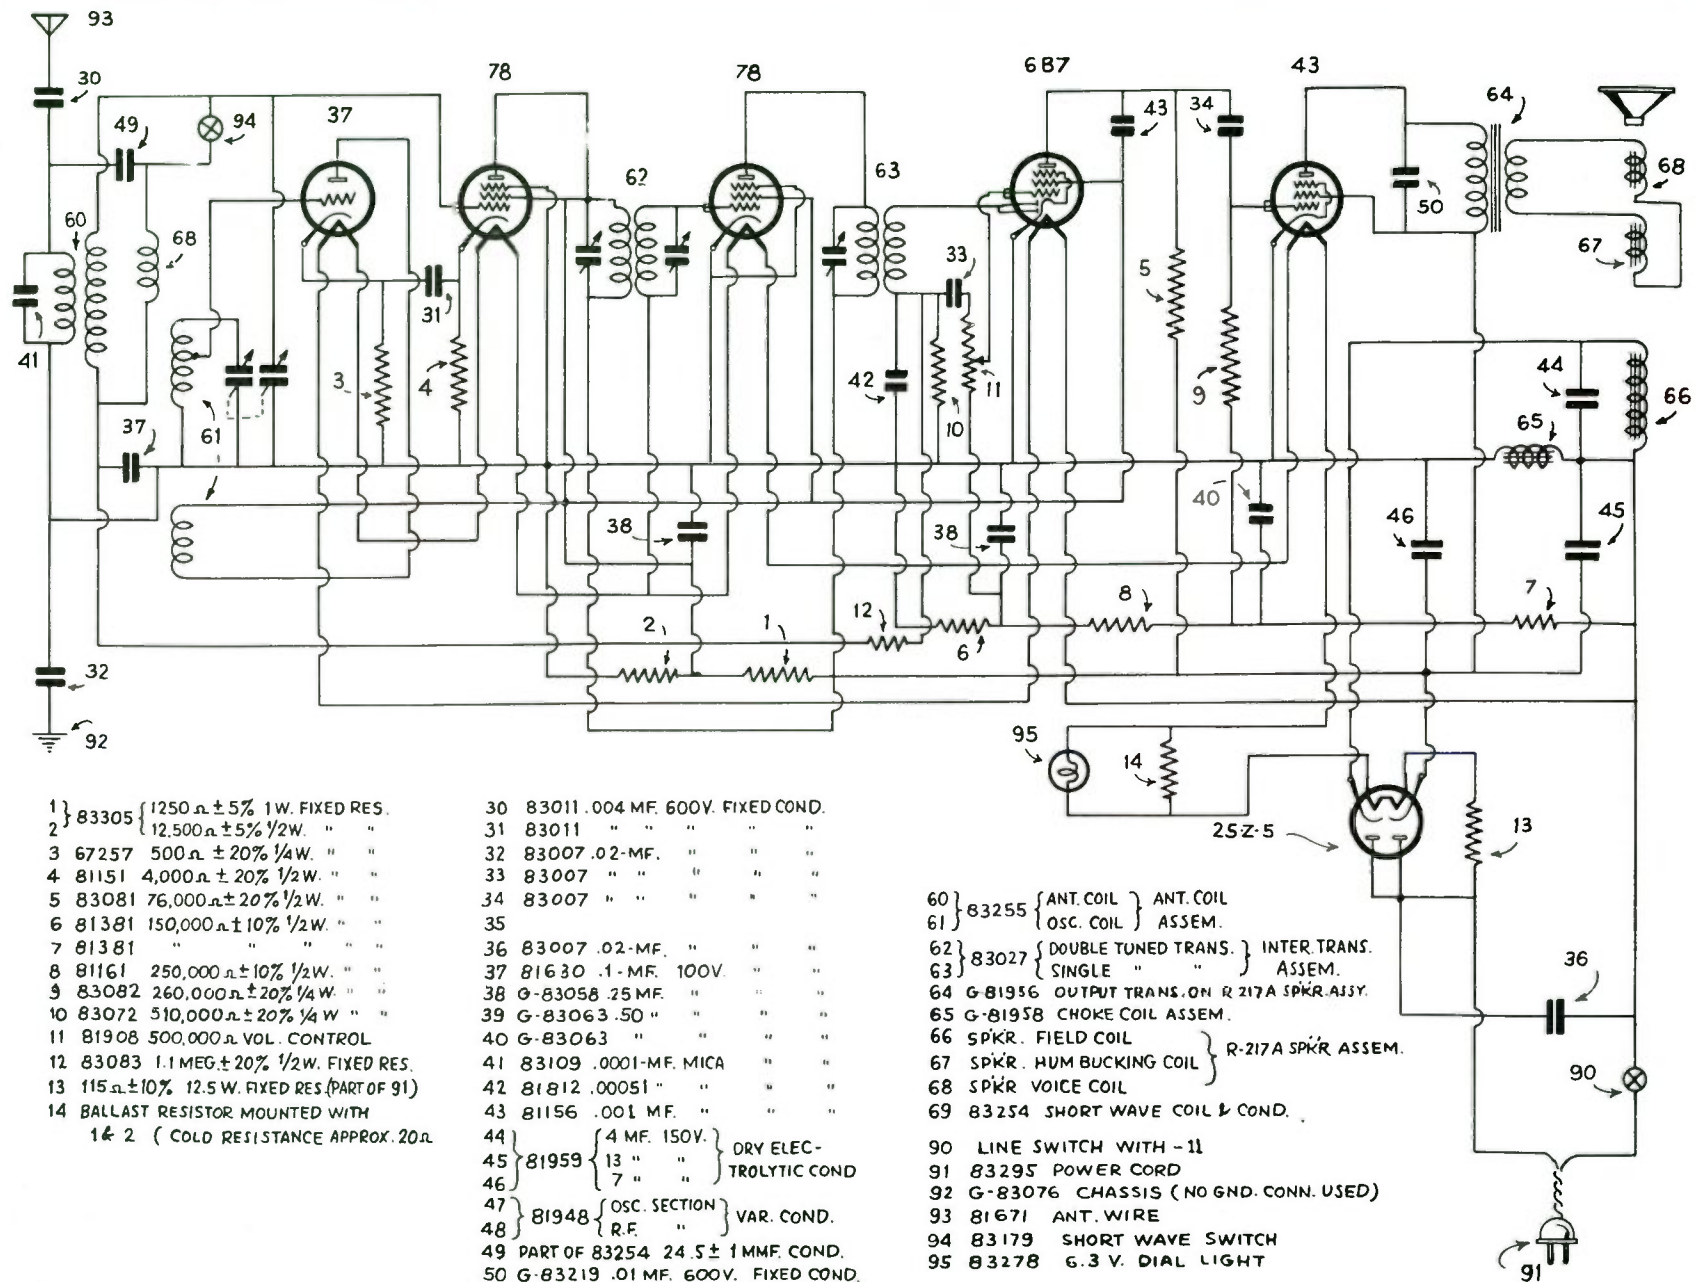 93
30
49
94
37
78
78
6B7
43
64
60
68
62
63
33
43
34
50
68
67
41
31
5
3
4
42
11
9
44
66
37
61
10
65
38
38
40
46
45
12
8
7
2
1
6
32
92
95
14
25-Z-5
13
36
90
91
1 } 83305 { 1250 Ω ± 5% 1 W. FIXED RES.
2 12,500 Ω ± 5% 1/2 W. " "
3 67257 500 Ω ± 20% 1/4 W. " "
4 81151 4,000 Ω ± 20% 1/2 W. " "
5 83081 76,000 Ω ± 20% 1/2 W. " "
6 81381 150,000 Ω ± 10% 1/2 W. " "
7 81381 " " " " "
8 81161 250,000 Ω ± 10% 1/2 W. " "
9 83082 260,000 Ω ± 20% 1/4 W. " "
10 83072 510,000 Ω ± 20% 1/4 W " "
11 81908 500,000 Ω VOL. CONTROL
12 83083 1.1 MEG. ± 20% 1/2 W. FIXED RES.
13 115 Ω ± 10% 12.5 W. FIXED RES. (PART OF 91)
14 BALLAST RESISTOR MOUNTED WITH
1 & 2 ( COLD RESISTANCE APPROX. 20 Ω
30 83011 .004 MF. 600V. FIXED COND.
31 83011 " " " " "
32 83007 .02-MF. " " "
33 83007 " " " " "
34 83007 " " " " "
35
36 83007 .02-MF. " " "
37 81630 .1-MF. 100V. " "
38 G-83058 .25 MF. " " "
39 G-83063 .50 " " " "
40 G-83063 " " " "
41 83109 .0001-MF. MICA " "
42 81812 .00051 " " " "
43 81156 .001 MF. " " "
44 } 81959 { 4 MF. 150V. } DRY ELEC-
45 13 " " TROLYTIC COND
46 7 " "
47 } 81948 { OSC. SECTION } VAR. COND.
48 R.F. "
49 PART OF 83254 24.5 ± 1 MMF. COND.
50 G-83219 .01 MF. 600V. FIXED COND.
60 } 83255 { ANT. COIL } ANT. COIL
61 OSC. COIL ASSEM.
62 } 83027 { DOUBLE TUNED TRANS. } INTER. TRANS.
63 SINGLE " " ASSEM.
64 G-81956 OUTPUT TRANS. ON R 217A SPKR. ASSY.
65 G-81958 CHOKE COIL ASSEM.
66 SPKR. FIELD COIL
67 SPKR. HUM BUCKING COIL } R-217A SPKR ASSEM.
68 SPKR VOICE COIL
69 83254 SHORT WAVE COIL & COND.
90 LINE SWITCH WITH - 11
91 83295 POWER CORD
92 G-83076 CHASSIS (NO GND. CONN. USED)
93 81671 ANT. WIRE
94 83179 SHORT WAVE SWITCH
95 83278 6.3 V. DIAL LIGHT